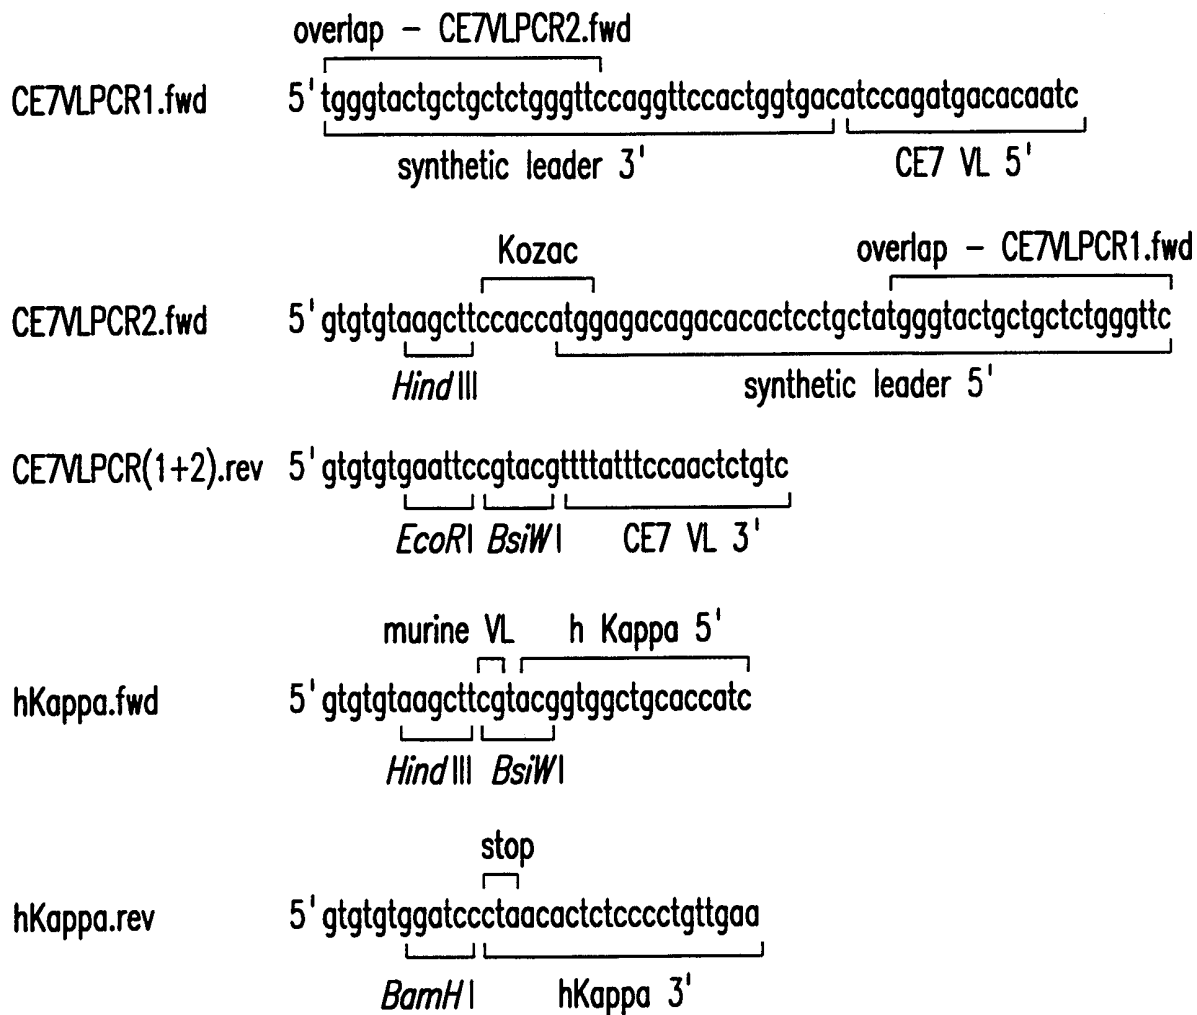 overlap - CE7VLPCR2.fwd
CE7VLPCR1.fwd 5'tgggtactgctgctctgggttccaggttccactggtgacatccagatgacacaatc
synthetic leader 3' CE7 VL 5'
Kozac overlap - CE7VLPCR1.fwd
CE7VLPCR2.fwd 5'gtgtgtaagcttccaccatggagacagacacactcctgctatgggtactgctgctctgggttc
HindIII synthetic leader 5'
CE7VLPCR(1+2).rev 5'gtgtgtgaattccgtacgttttatttccaactctgtc
EcoRI BsiWI CE7 VL 3'
murine VL h Kappa 5'
hKappa.fwd 5'gtgtgtaagcttcgtacggtggctgcaccatc
HindIII BsiWI
stop
hKappa.rev 5'gtgtgtggatccctaacactctcccctgttgaa
BamHI hKappa 3'